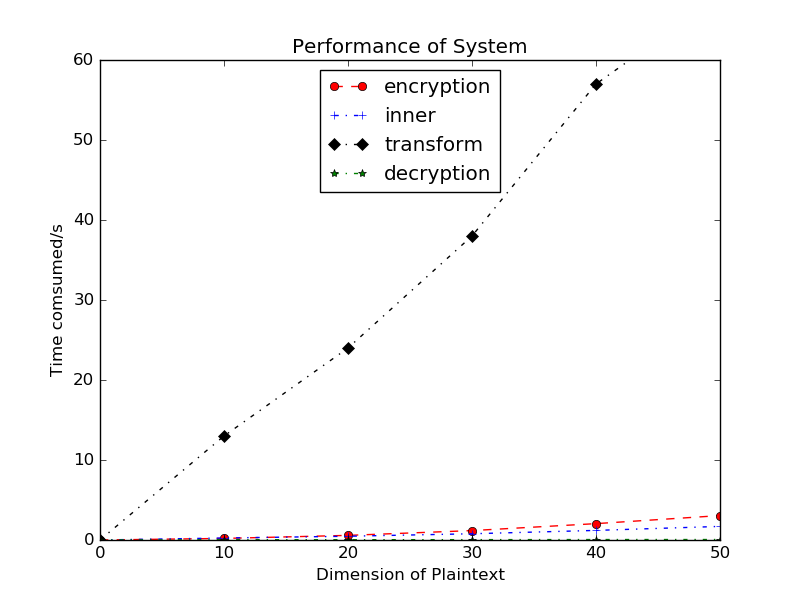 Performance of System
encryption
inner
transform
decryption
Time comsumed/s
60
50
40
30
20
10
0
0 10 20 30 40 50
Dimension of Plaintext